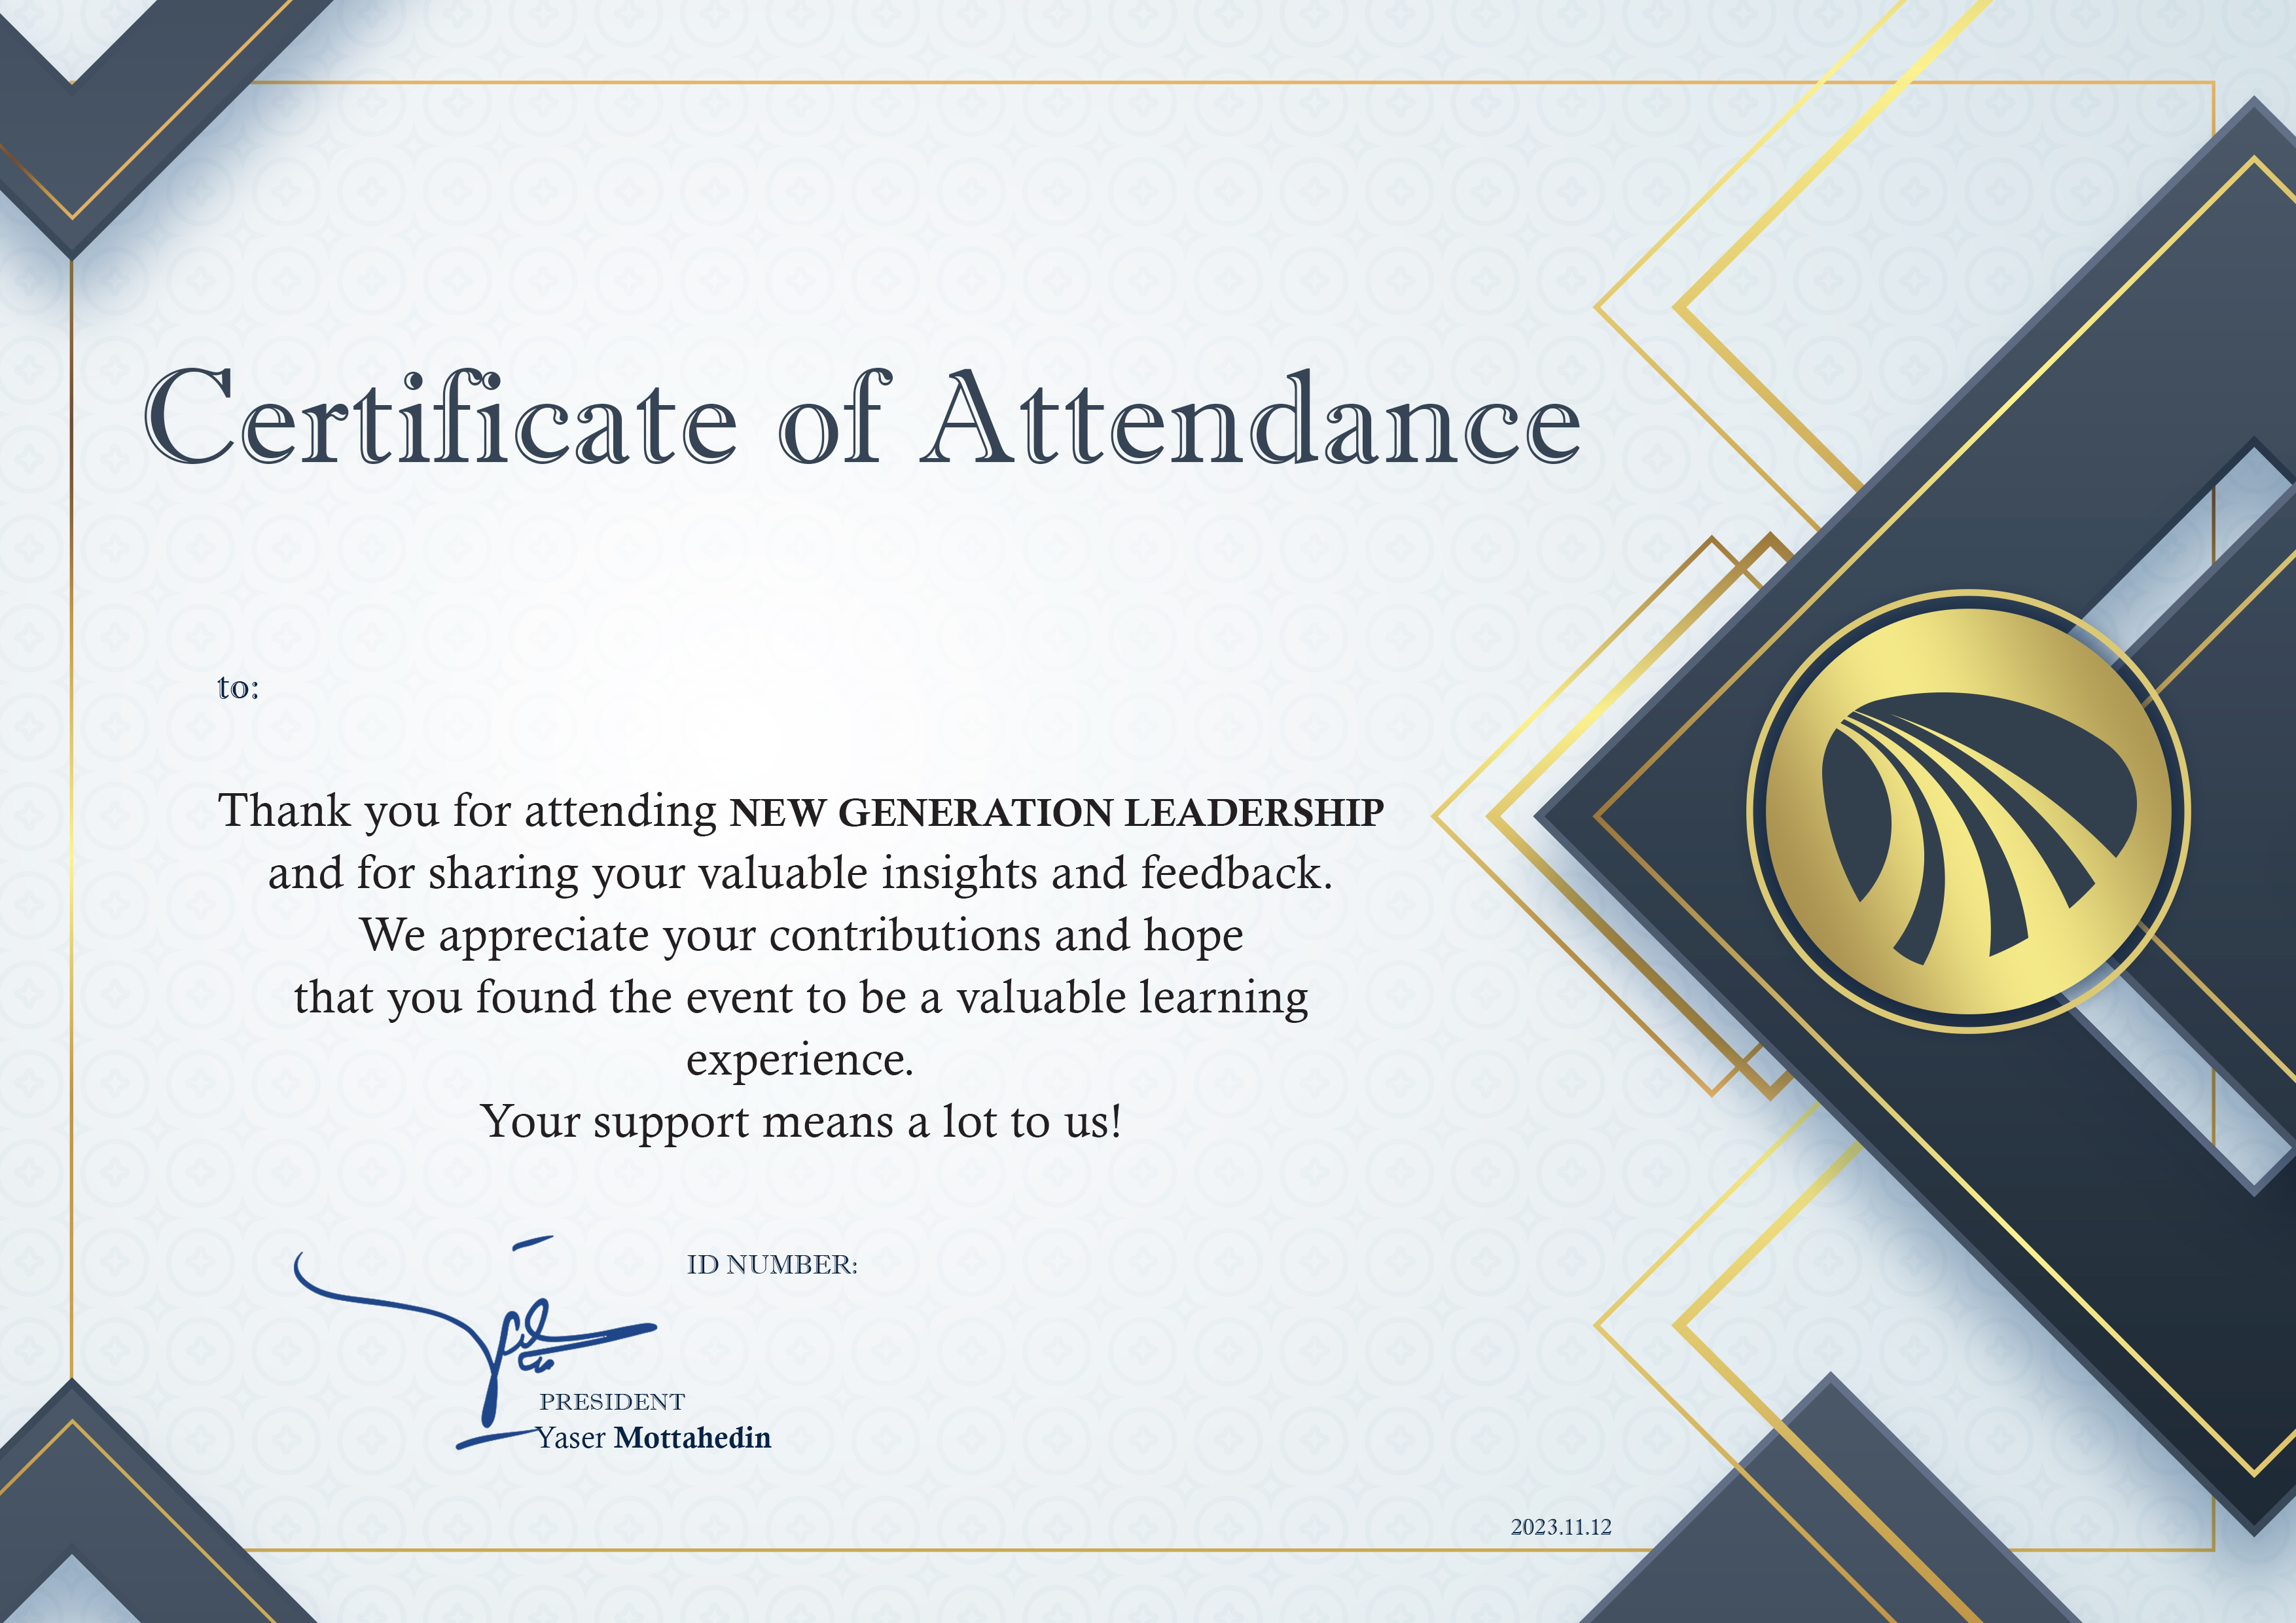 Certificate of Attendance
to:
Thank you for attending NEW GENERATION LEADERSHIP
and for sharing your valuable insights and feedback.
We appreciate your contributions and hope
that you found the event to be a valuable learning
experience.
Your support means a lot to us!
ID NUMBER:
PRESIDENT
Yaser Mottahedin
2023.11.12